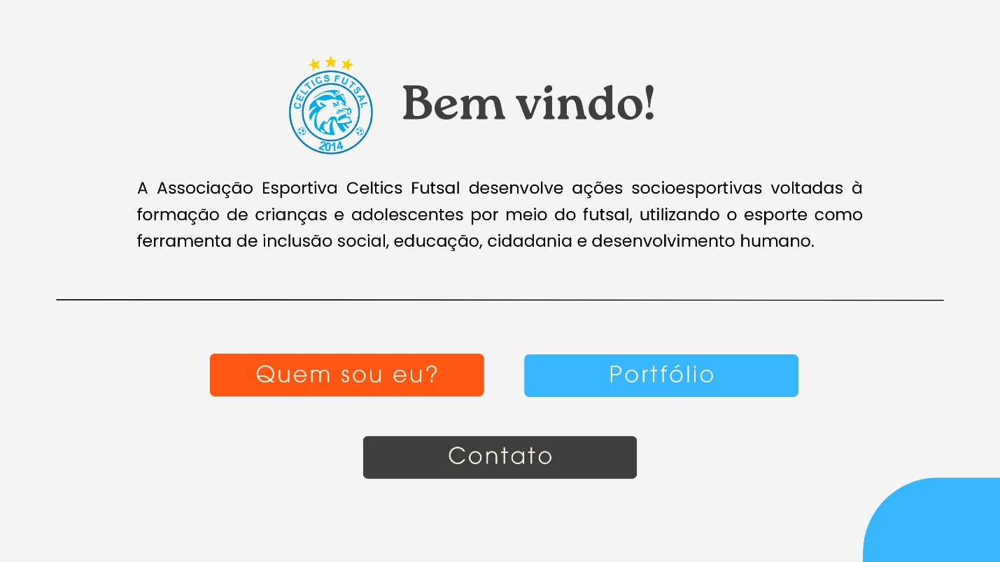 CELTICS FUTSAL
2014
Bem vindo!
A Associação Esportiva Celtics Futsal desenvolve ações socioesportivas voltadas à
formação de crianças e adolescentes por meio do futsal, utilizando o esporte como
ferramenta de inclusão social, educação, cidadania e desenvolvimento humano.
Quem sou eu?
Portfólio
Contato